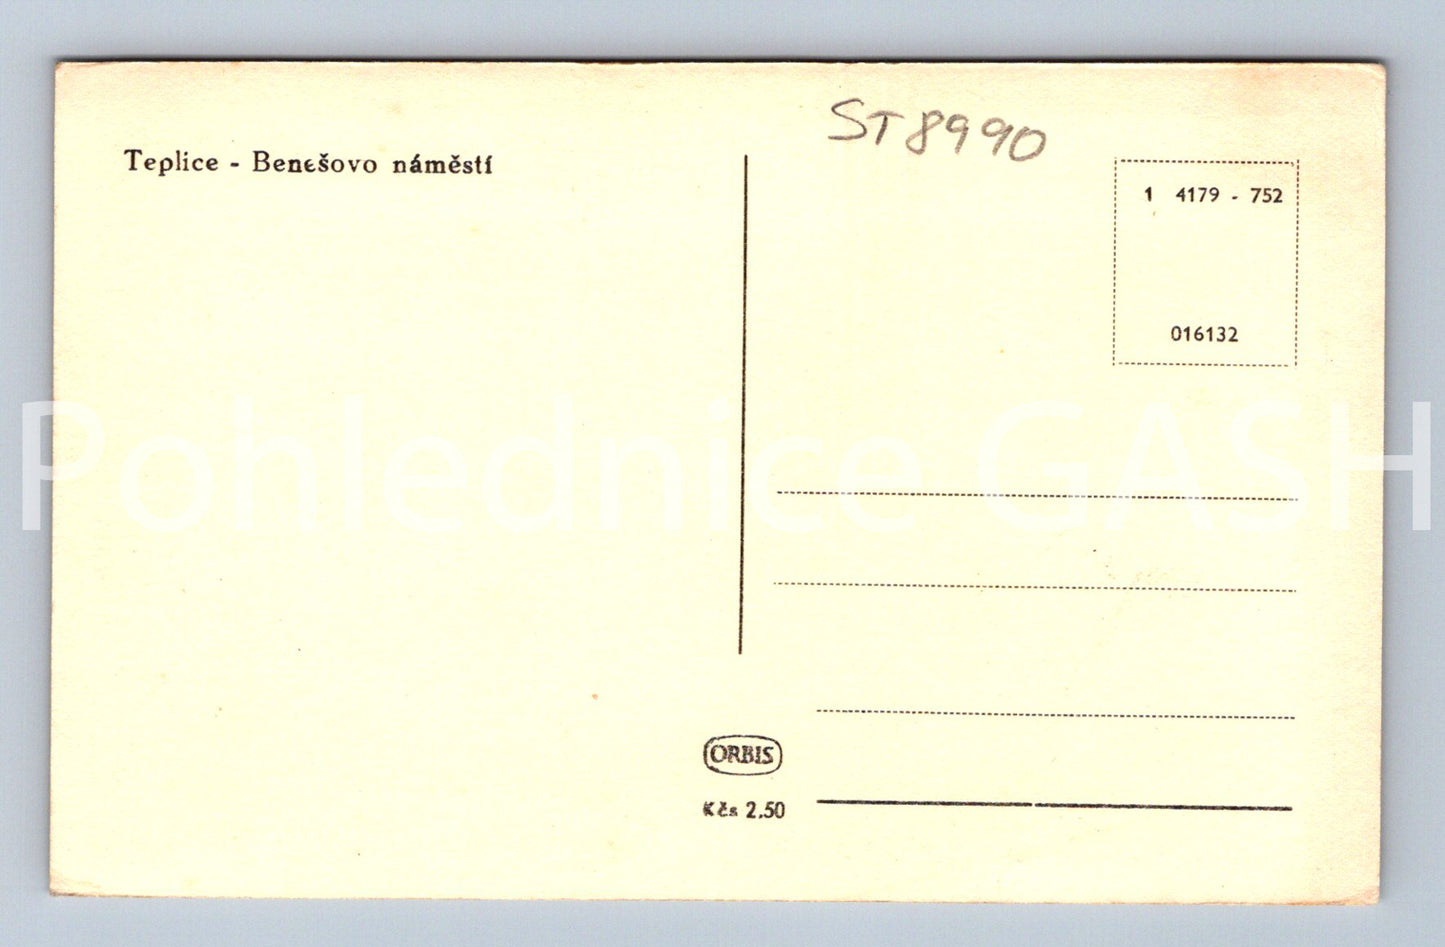 ST8990
Teplice - Benešovo náměstí
1 4179 - 752
016132
Pohlednice GASH
ORBIS
Kčs 2,50